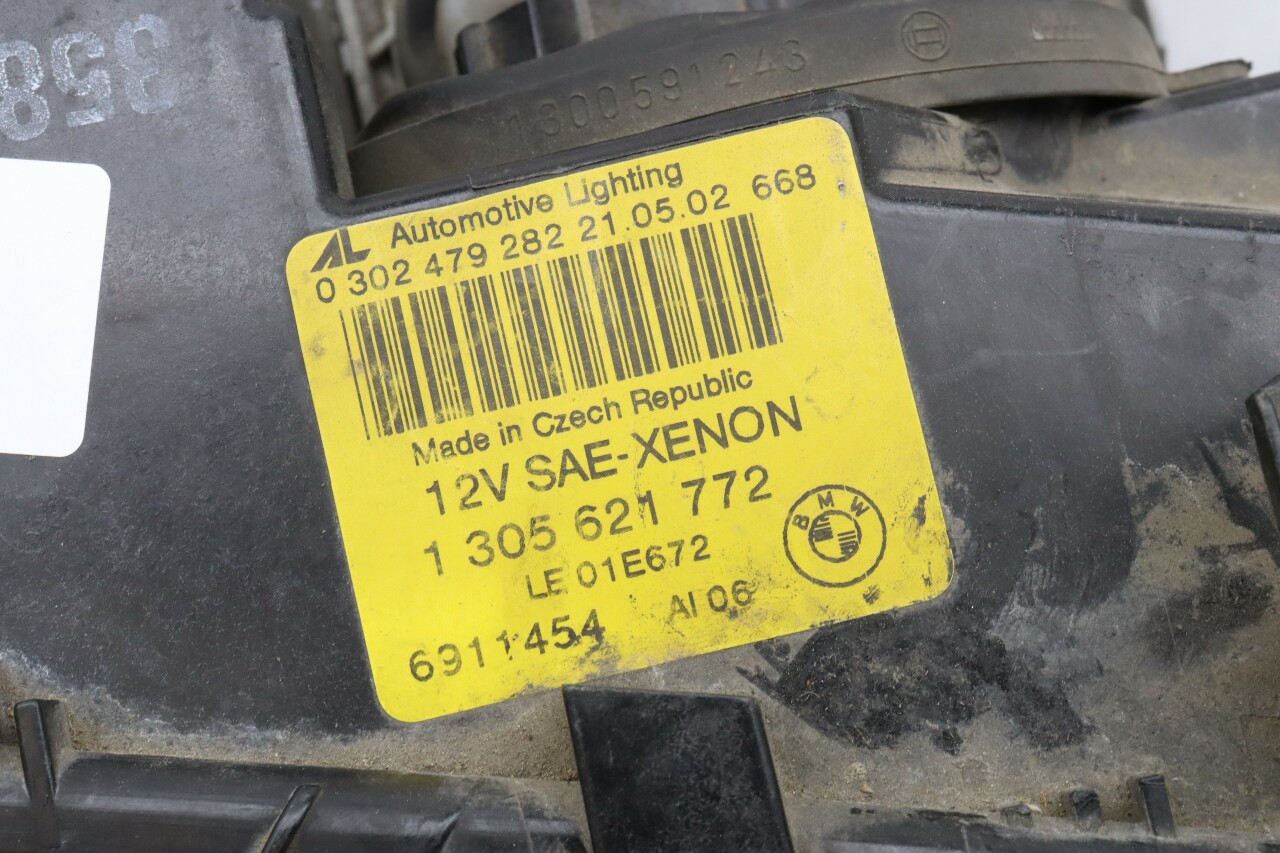 358
1300591243
AL Automotive Lighting
0 302 479 282 21.05.02 668
Made in Czech Republic
12V SAE-XENON
1 305 621 772
BMW
LE 01E672
AI 06
6911454